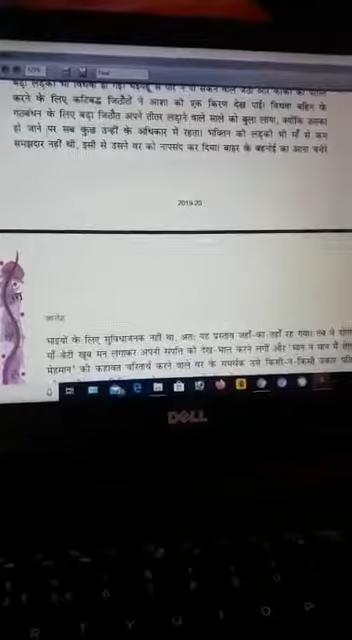 करने के लिए कटिबद्ध जिठौतों ने आशा की एक किरण देख पाई। विधवा बहिन के
गठबंधन के लिए बड़ा जिठौत अपने तीतर लड़ाने वाले साले को बुला लाया, क्योंकि उसका
हो जाने पर सब कुछ उन्हीं के अधिकार में रहता। भक्तिन की लड़की भी माँ से कम
समझदार नहीं थी, इसी से उसने वर को नापसंद कर दिया। बाहर के बहनोई का आना चचेरे
2019-20
आरोह
भाइयों के लिए सुविधाजनक नहीं था, अतः यह प्रस्ताव जहाँ-का-तहाँ रह गया। तब वे दोनों
माँ-बेटी खूब मन लगाकर अपनी संपत्ति की देख-भाल करने लगीं और 'मान न मान मैं तेरा
मेहमान' की कहावत चरितार्थ करने वाले वर के समर्थक उसे किसी-न-किसी प्रकार पति
DELL
R T Y U I O P